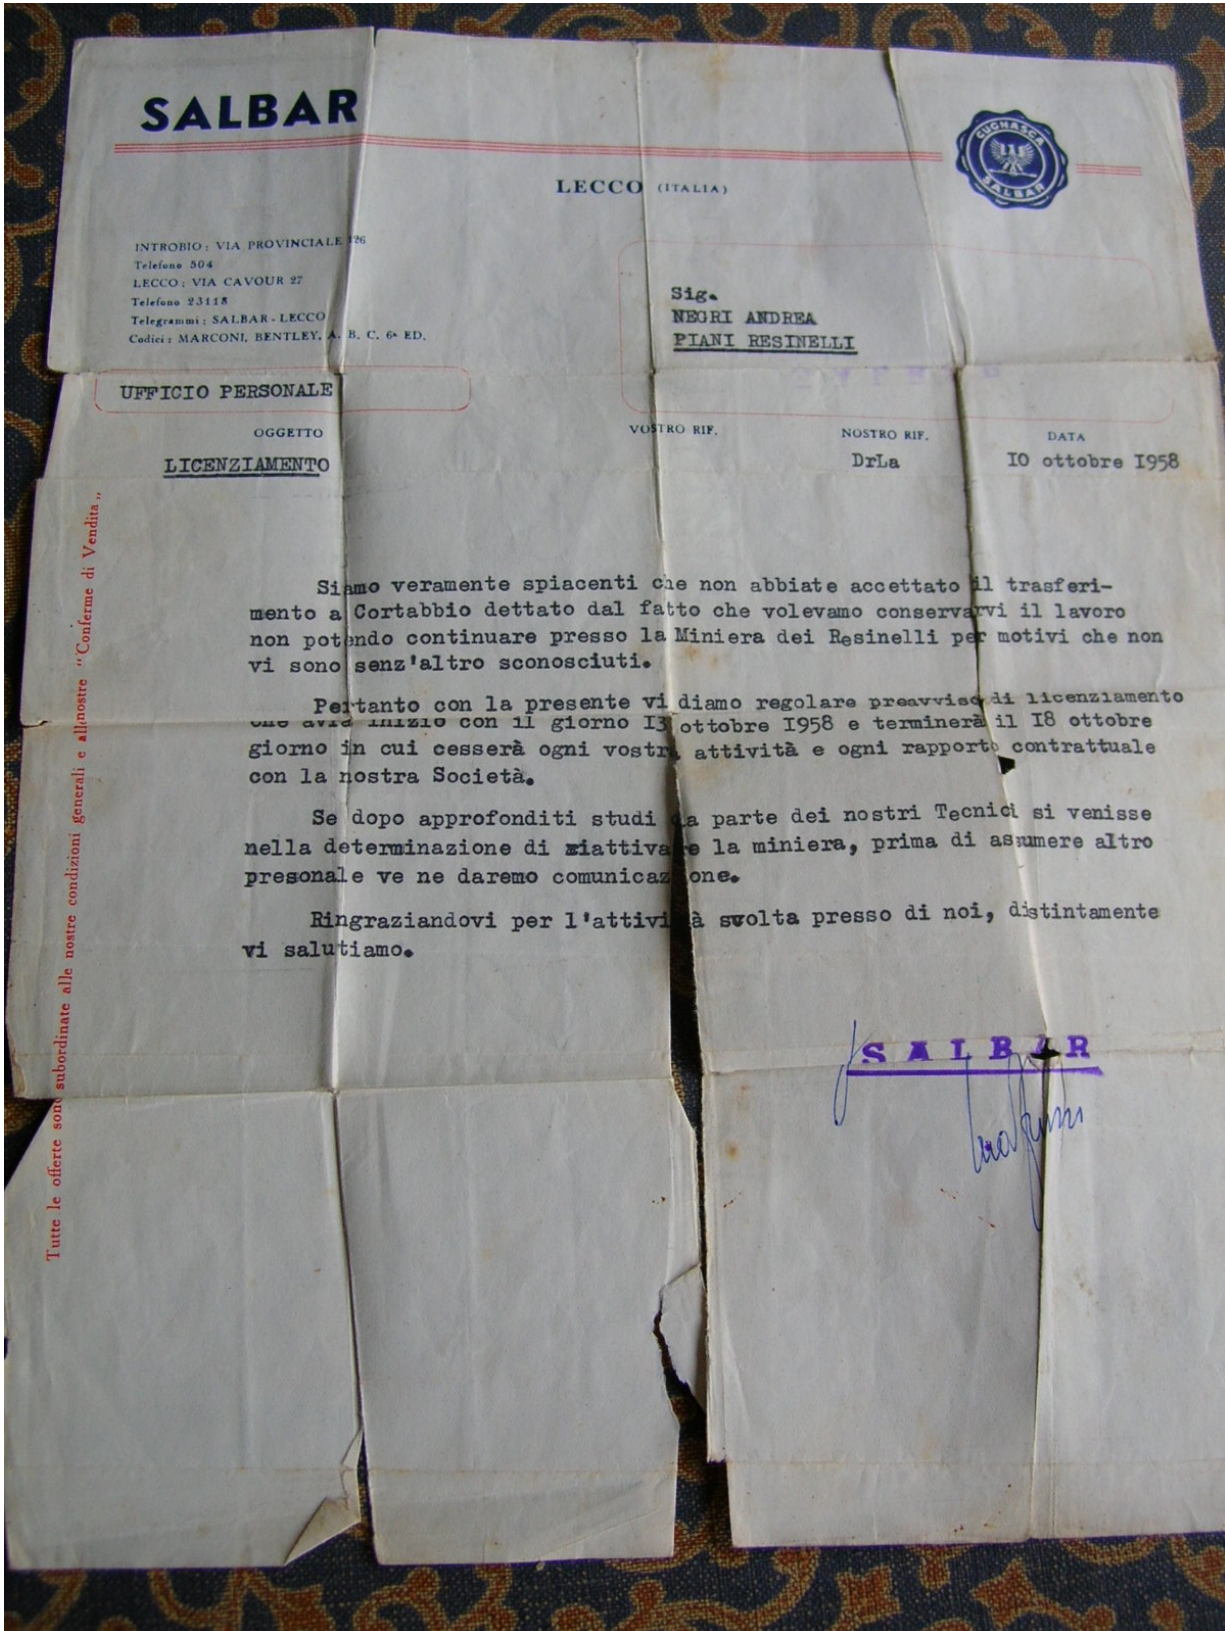 SALBAR
CUGNASCA
SALBAR
LECCO (ITALIA)
INTROBIO: VIA PROVINCIALE 126
Telefono 504
LECCO: VIA CAVOUR 27
Telefono 23118
Telegrammi: SALBAR - LECCO
Codici: MARCONI, BENTLEY, A. B. C. 6ª ED.
Sig.
NEGRI ANDREA
PIANI RESINELLI
UFFICIO PERSONALE
OGGETTO
VOSTRO RIF.
NOSTRO RIF.
DATA
LICENZIAMENTO
DrLa
IO ottobre I958
Siamo veramente spiacenti che non abbiate accettato il trasferi-
mento a Cortabbio dettato dal fatto che volevamo conservarvi il lavoro
non potendo continuare presso la Miniera dei Resinelli per motivi che non
vi sono senz'altro sconosciuti.
Pertanto con la presente vi diamo regolare preavviso di licenziamento
che avrà inizio con il giorno I3 ottobre I958 e terminerà il I8 ottobre
giorno in cui cesserà ogni vostra attività e ogni rapporto contrattuale
con la nostra Società.
Se dopo approfonditi studi da parte dei nostri Tecnici si venisse
nella determinazione di riattivare la miniera, prima di assumere altro
presonale ve ne daremo comunicazione.
Ringraziandovi per l'attività svolta presso di noi, distintamente
vi salutiamo.
SALBAR
Tutte le offerte sono subordinate alle nostre condizioni generali e alle nostre "Conferme di Vendita"